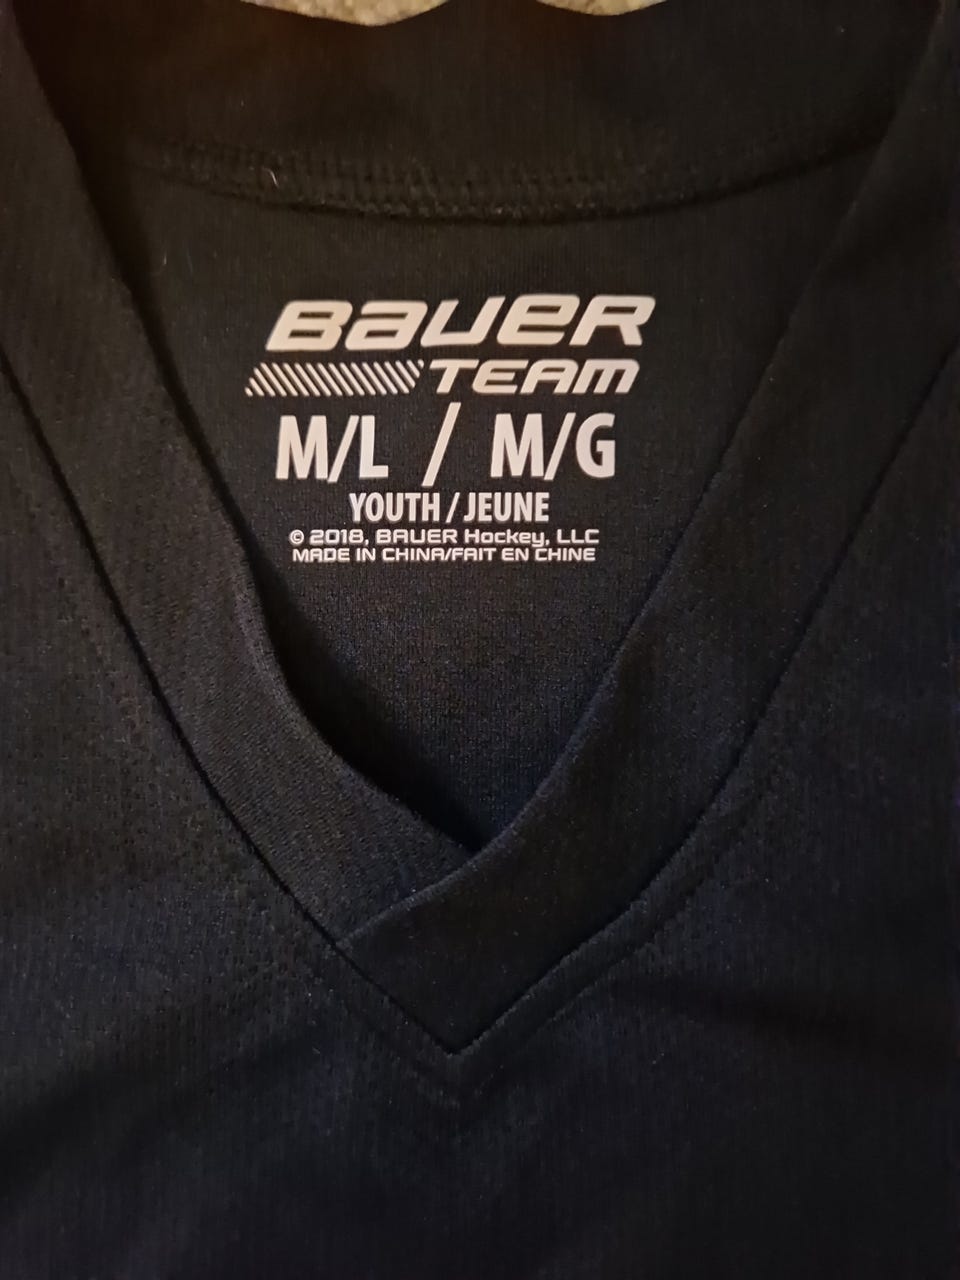 BAUER
TEAM
M/L / M/G
YOUTH / JEUNE
© 2018, BAUER Hockey, LLC
MADE IN CHINA/FAIT EN CHINE